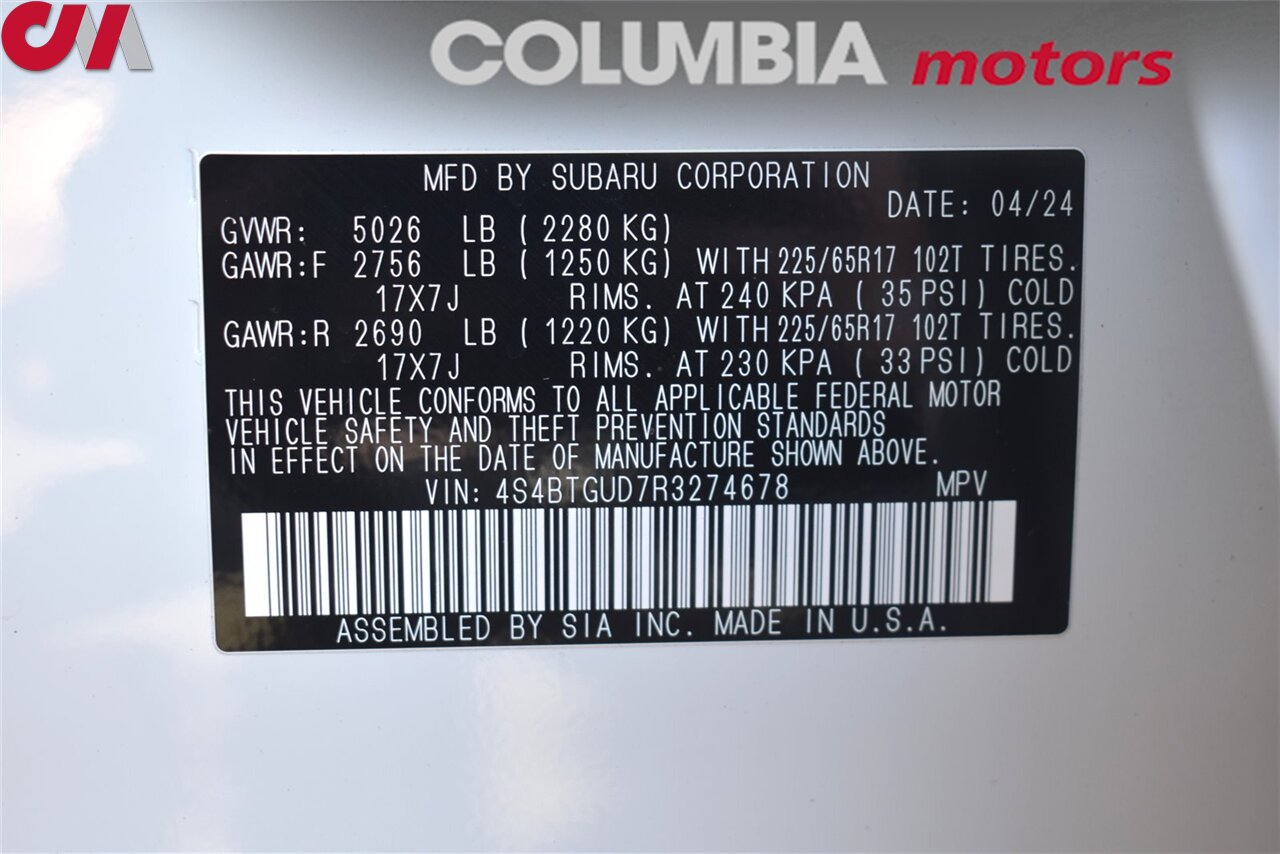 CM
COLUMBIA motors
MFD BY SUBARU CORPORATION
DATE: 04/24
GVWR: 5026 LB ( 2280 KG)
GAWR:F 2756 LB ( 1250 KG) WITH 225/65R17 102T TIRES.
17X7J RIMS. AT 240 KPA ( 35 PSI) COLD
GAWR:R 2690 LB ( 1220 KG) WITH 225/65R17 102T TIRES.
17X7J RIMS. AT 230 KPA ( 33 PSI) COLD
THIS VEHICLE CONFORMS TO ALL APPLICABLE FEDERAL MOTOR
VEHICLE SAFETY AND THEFT PREVENTION STANDARDS
IN EFFECT ON THE DATE OF MANUFACTURE SHOWN ABOVE.
VIN: 4S4BTGUD7R3274678 MPV
ASSEMBLED BY SIA INC. MADE IN U.S.A.